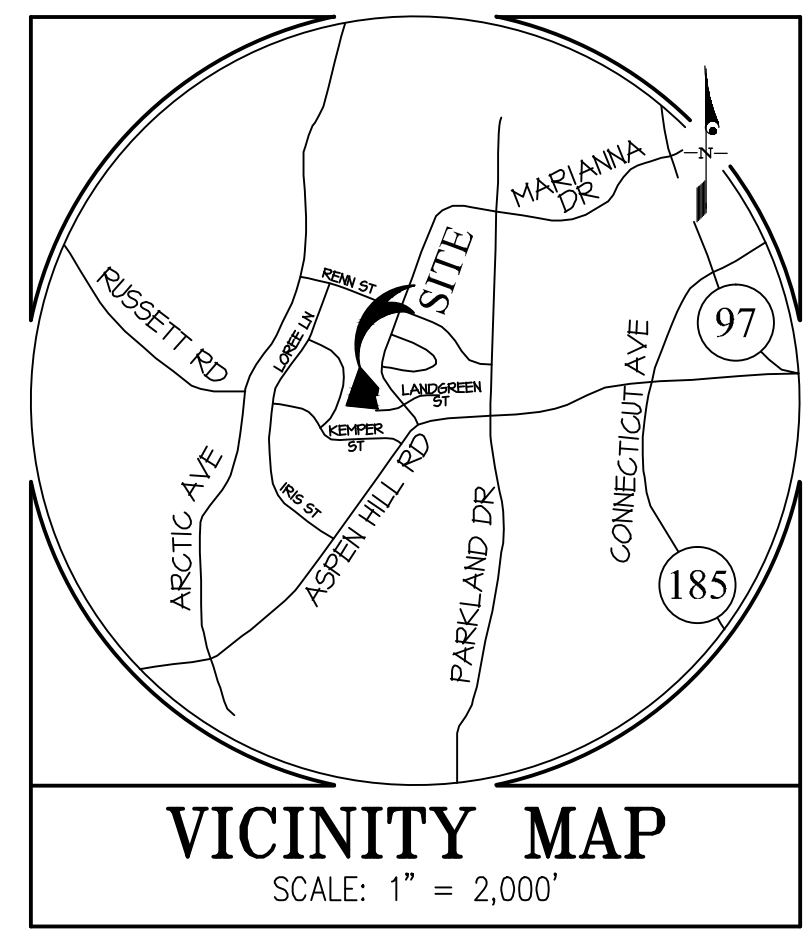 MARIANNA
DR
—N—
SITE
RENN ST
RUSSETT RD
LOREE LN
97
LANDGREEN
ST
KEMPER
ST
CONNECTICUT AVE
ARCTIC AVE
IRIS ST
ASPEN HILL RD
PARKLAND DR
185
VICINITY MAP
SCALE: 1" = 2,000'